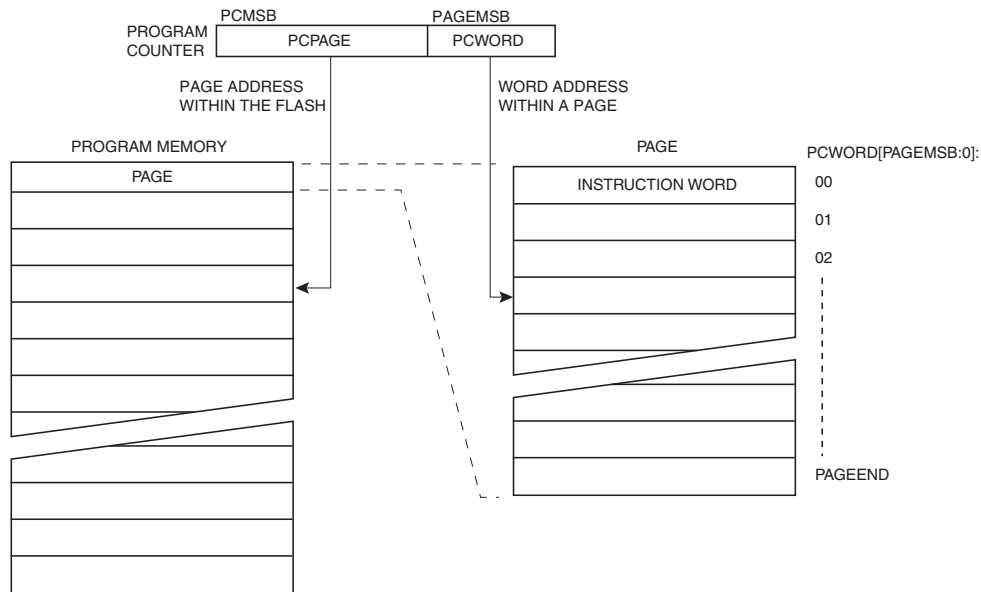 PCMSB
PAGEMSB
PROGRAM
COUNTER
PCPAGE
PCWORD
PAGE ADDRESS
WITHIN THE FLASH
WORD ADDRESS
WITHIN A PAGE
PROGRAM MEMORY
PAGE
PAGE
INSTRUCTION WORD
PCWORD[PAGEMSB:0]:
00
01
02
PAGEEND